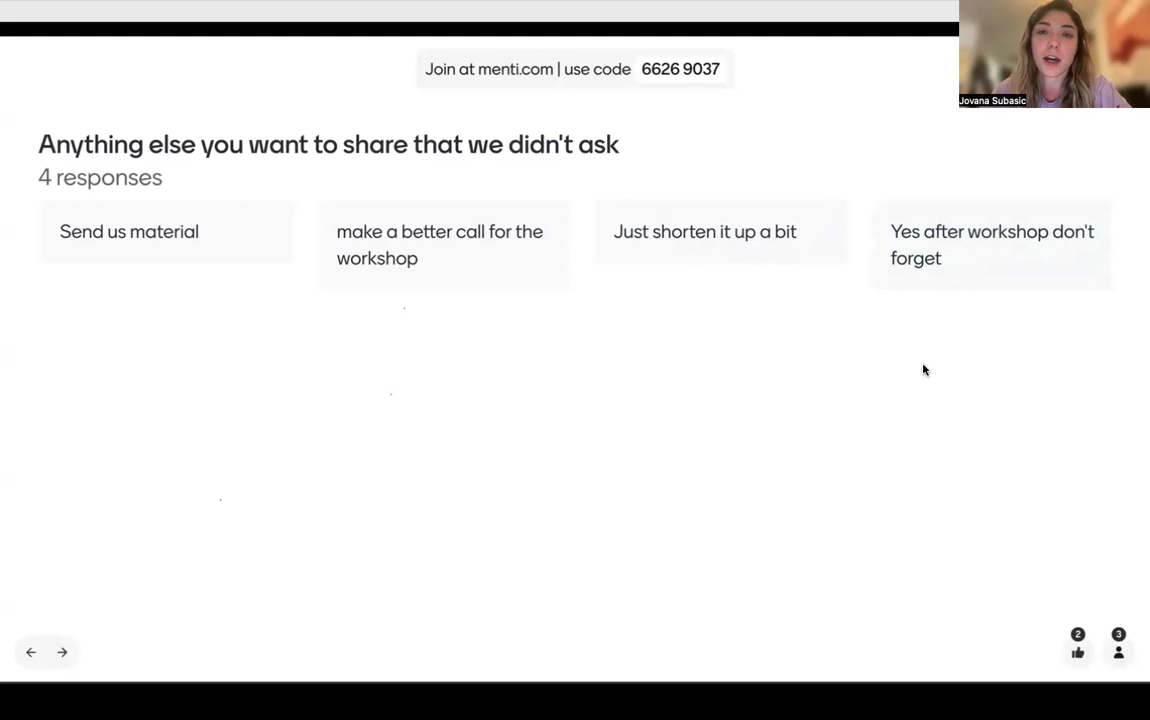 Join at menti.com | use code 6626 9037
Jovana Subasic
Anything else you want to share that we didn't ask
4 responses
Send us material
make a better call for the
workshop
Just shorten it up a bit
Yes after workshop don't
forget
2
3